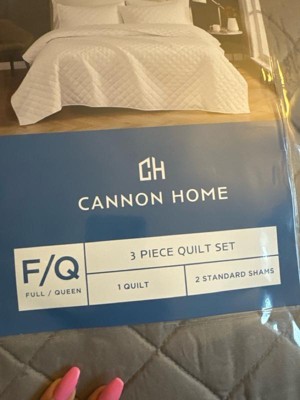 CH
CANNON HOME
F/Q
FULL / QUEEN
3 PIECE QUILT SET
1 QUILT
2 STANDARD SHAMS